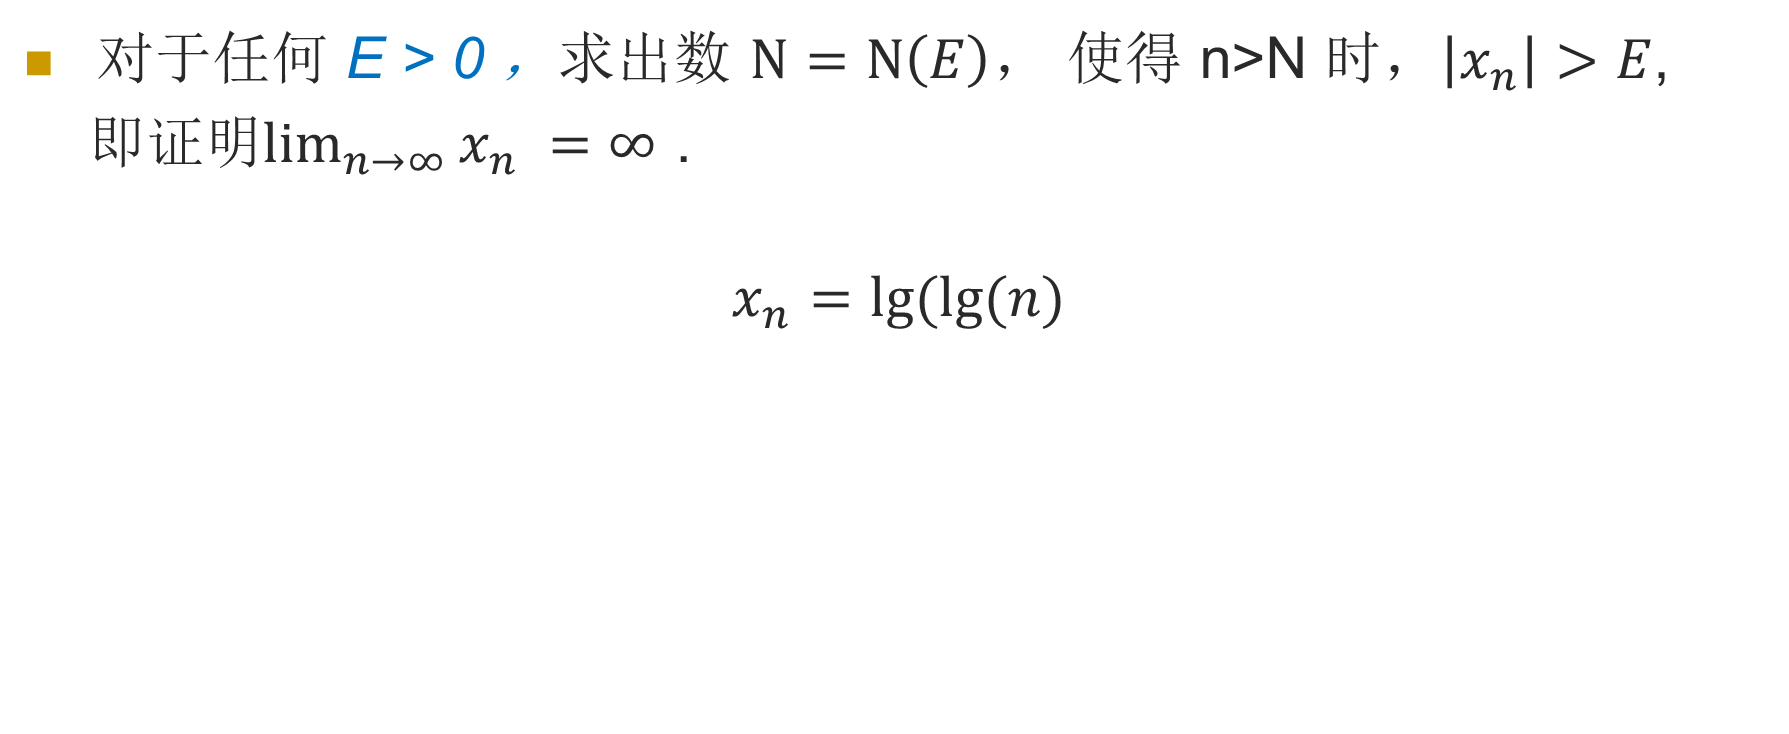 对于任何 E > 0， 求出数 N = N(E)， 使得 n>N 时，|xₙ| > E,
即证明limₙ→∞ xₙ = ∞ .
xₙ = lg(lg(n)